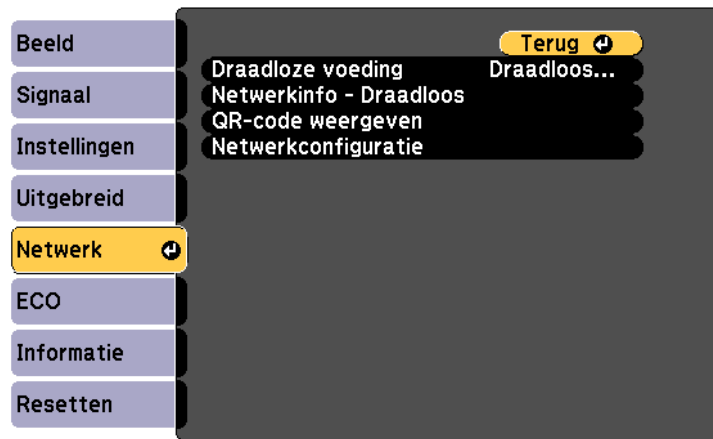 Beeld
Signaal
Instellingen
Uitgebreid
Netwerk
ECO
Informatie
Resetten
Terug
Draadloze voeding Draadloos...
Netwerkinfo - Draadloos
QR-code weergeven
Netwerkconfiguratie